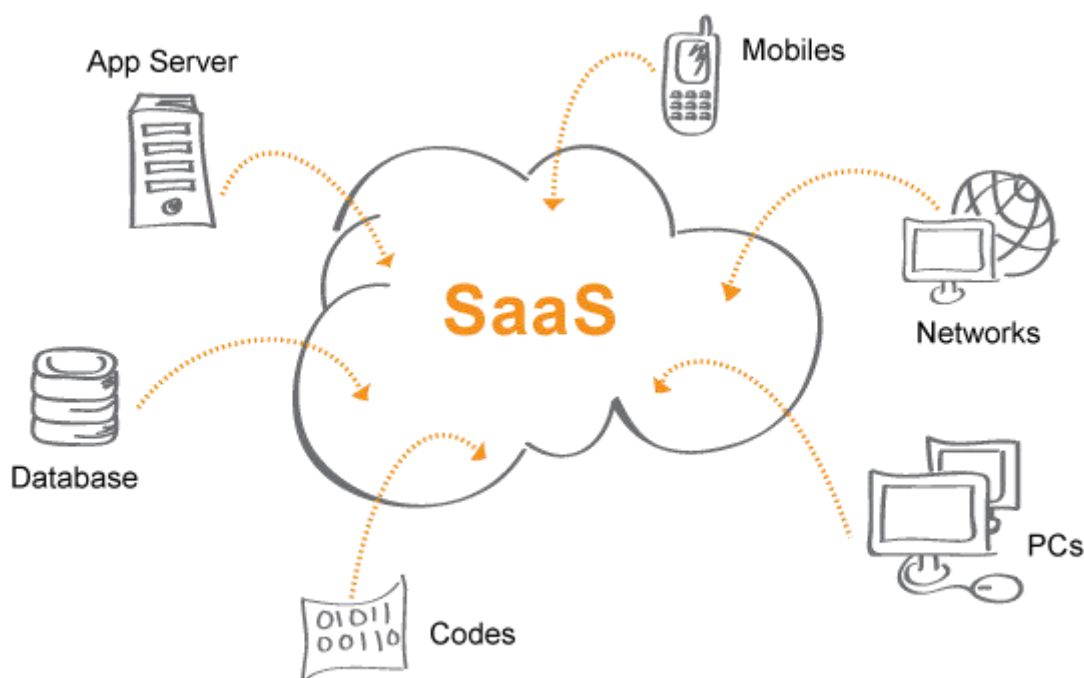 Mobiles
App Server
SaaS
Networks
Database
PCs
01011
00110
Codes